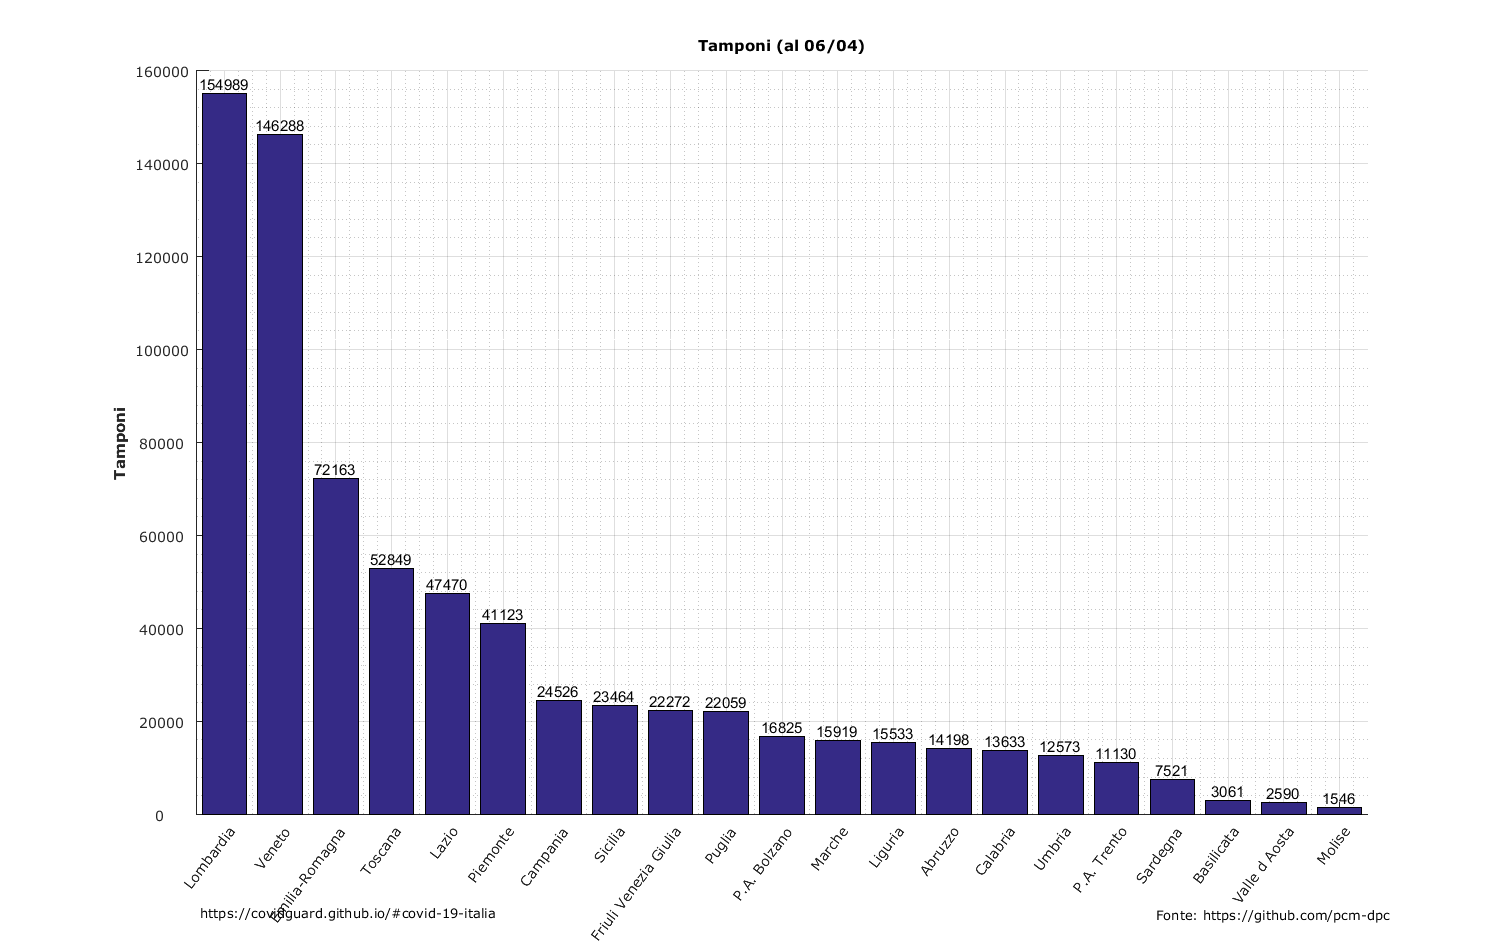 Tamponi (al 06/04)
Tamponi
160000
140000
120000
100000
80000
60000
40000
20000
0
154989
146288
72163
52849
47470
41123
24526
23464
22272
22059
16825
15919
15533
14198
13633
12573
11130
7521
3061
2590
1546
Lombardia
Veneto
Emilia-Romagna
Toscana
Lazio
Piemonte
Campania
Sicilia
Friuli Venezia Giulia
Puglia
P.A. Bolzano
Marche
Liguria
Abruzzo
Calabria
Umbria
P.A. Trento
Sardegna
Basilicata
Valle d Aosta
Molise
https://covidguard.github.io/#covid-19-italia
Fonte: https://github.com/pcm-dpc